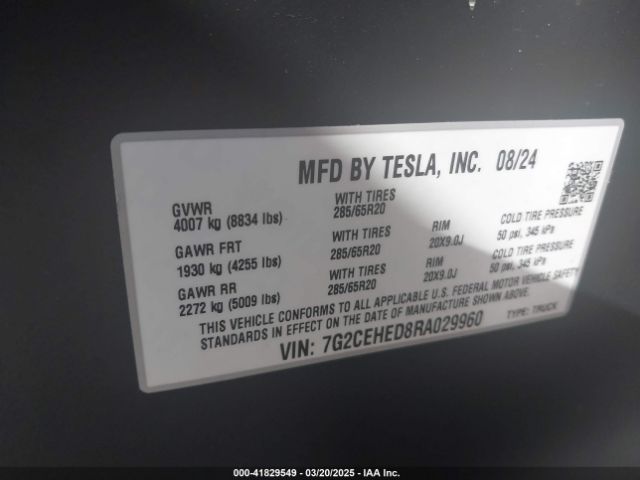 MFD BY TESLA, INC. 08/24
GVWR
4007 kg (8834 lbs)
WITH TIRES
285/65R20
GAWR FRT
1930 kg (4255 lbs)
WITH TIRES
285/65R20
RIM
20X9.0J
COLD TIRE PRESSURE
50 psi, 345 kPa
GAWR RR
2272 kg (5009 lbs)
WITH TIRES
285/65R20
RIM
20X9.0J
COLD TIRE PRESSURE
50 psi, 345 kPa
THIS VEHICLE CONFORMS TO ALL APPLICABLE U.S. FEDERAL MOTOR VEHICLE SAFETY
STANDARDS IN EFFECT ON THE DATE OF MANUFACTURE SHOWN ABOVE.
VIN: 7G2CEHED8RA029960
TYPE: TRUCK
000-41829549 - 03/20/2025 - IAA Inc.